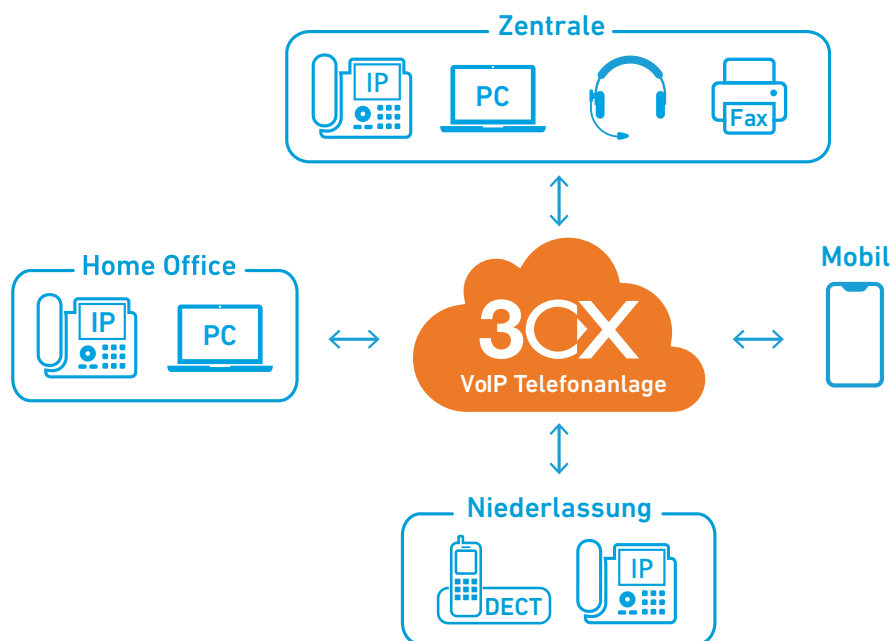 Zentrale
IP
PC
Fax
Home Office
IP
PC
3CX
VoIP Telefonanlage
Mobil
Niederlassung
DECT
IP